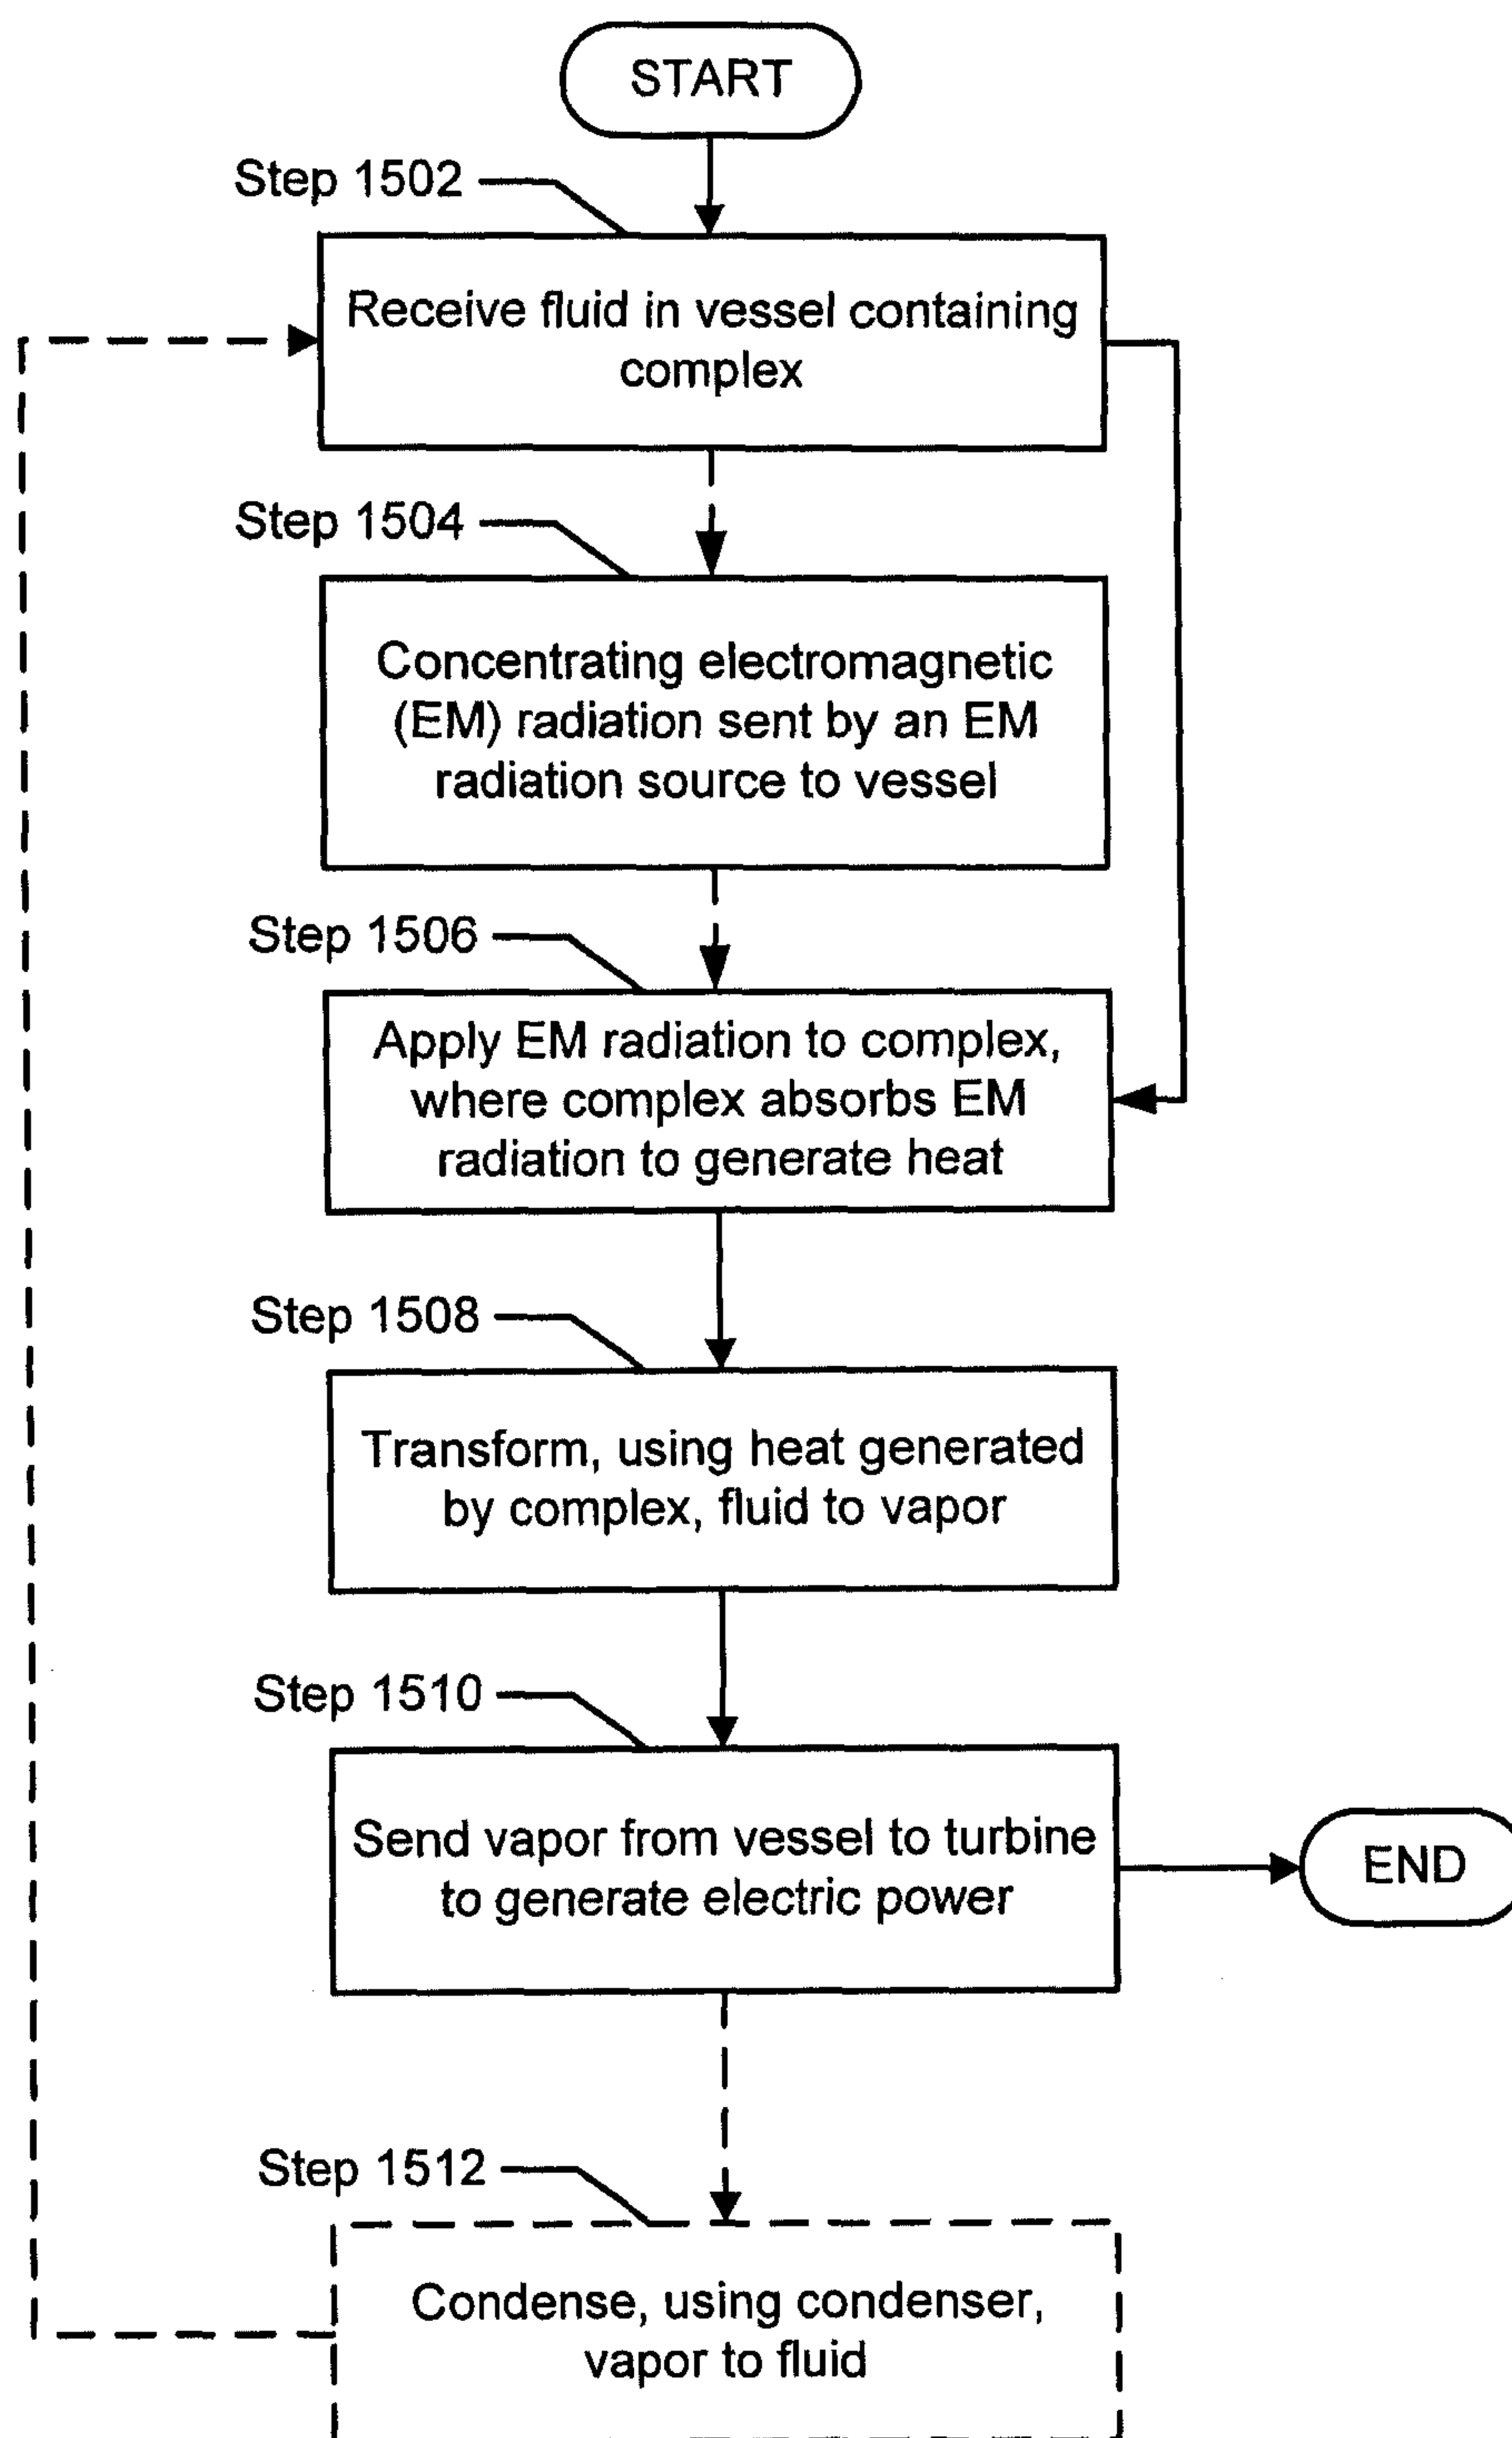 START
Step 1502
Receive fluid in vessel containing
complex
Step 1504
Concentrating electromagnetic
(EM) radiation sent by an EM
radiation source to vessel
Step 1506
Apply EM radiation to complex,
where complex absorbs EM
radiation to generate heat
Step 1508
Transform, using heat generated
by complex, fluid to vapor
Step 1510
Send vapor from vessel to turbine
to generate electric power
END
Step 1512
Condense, using condenser,
vapor to fluid